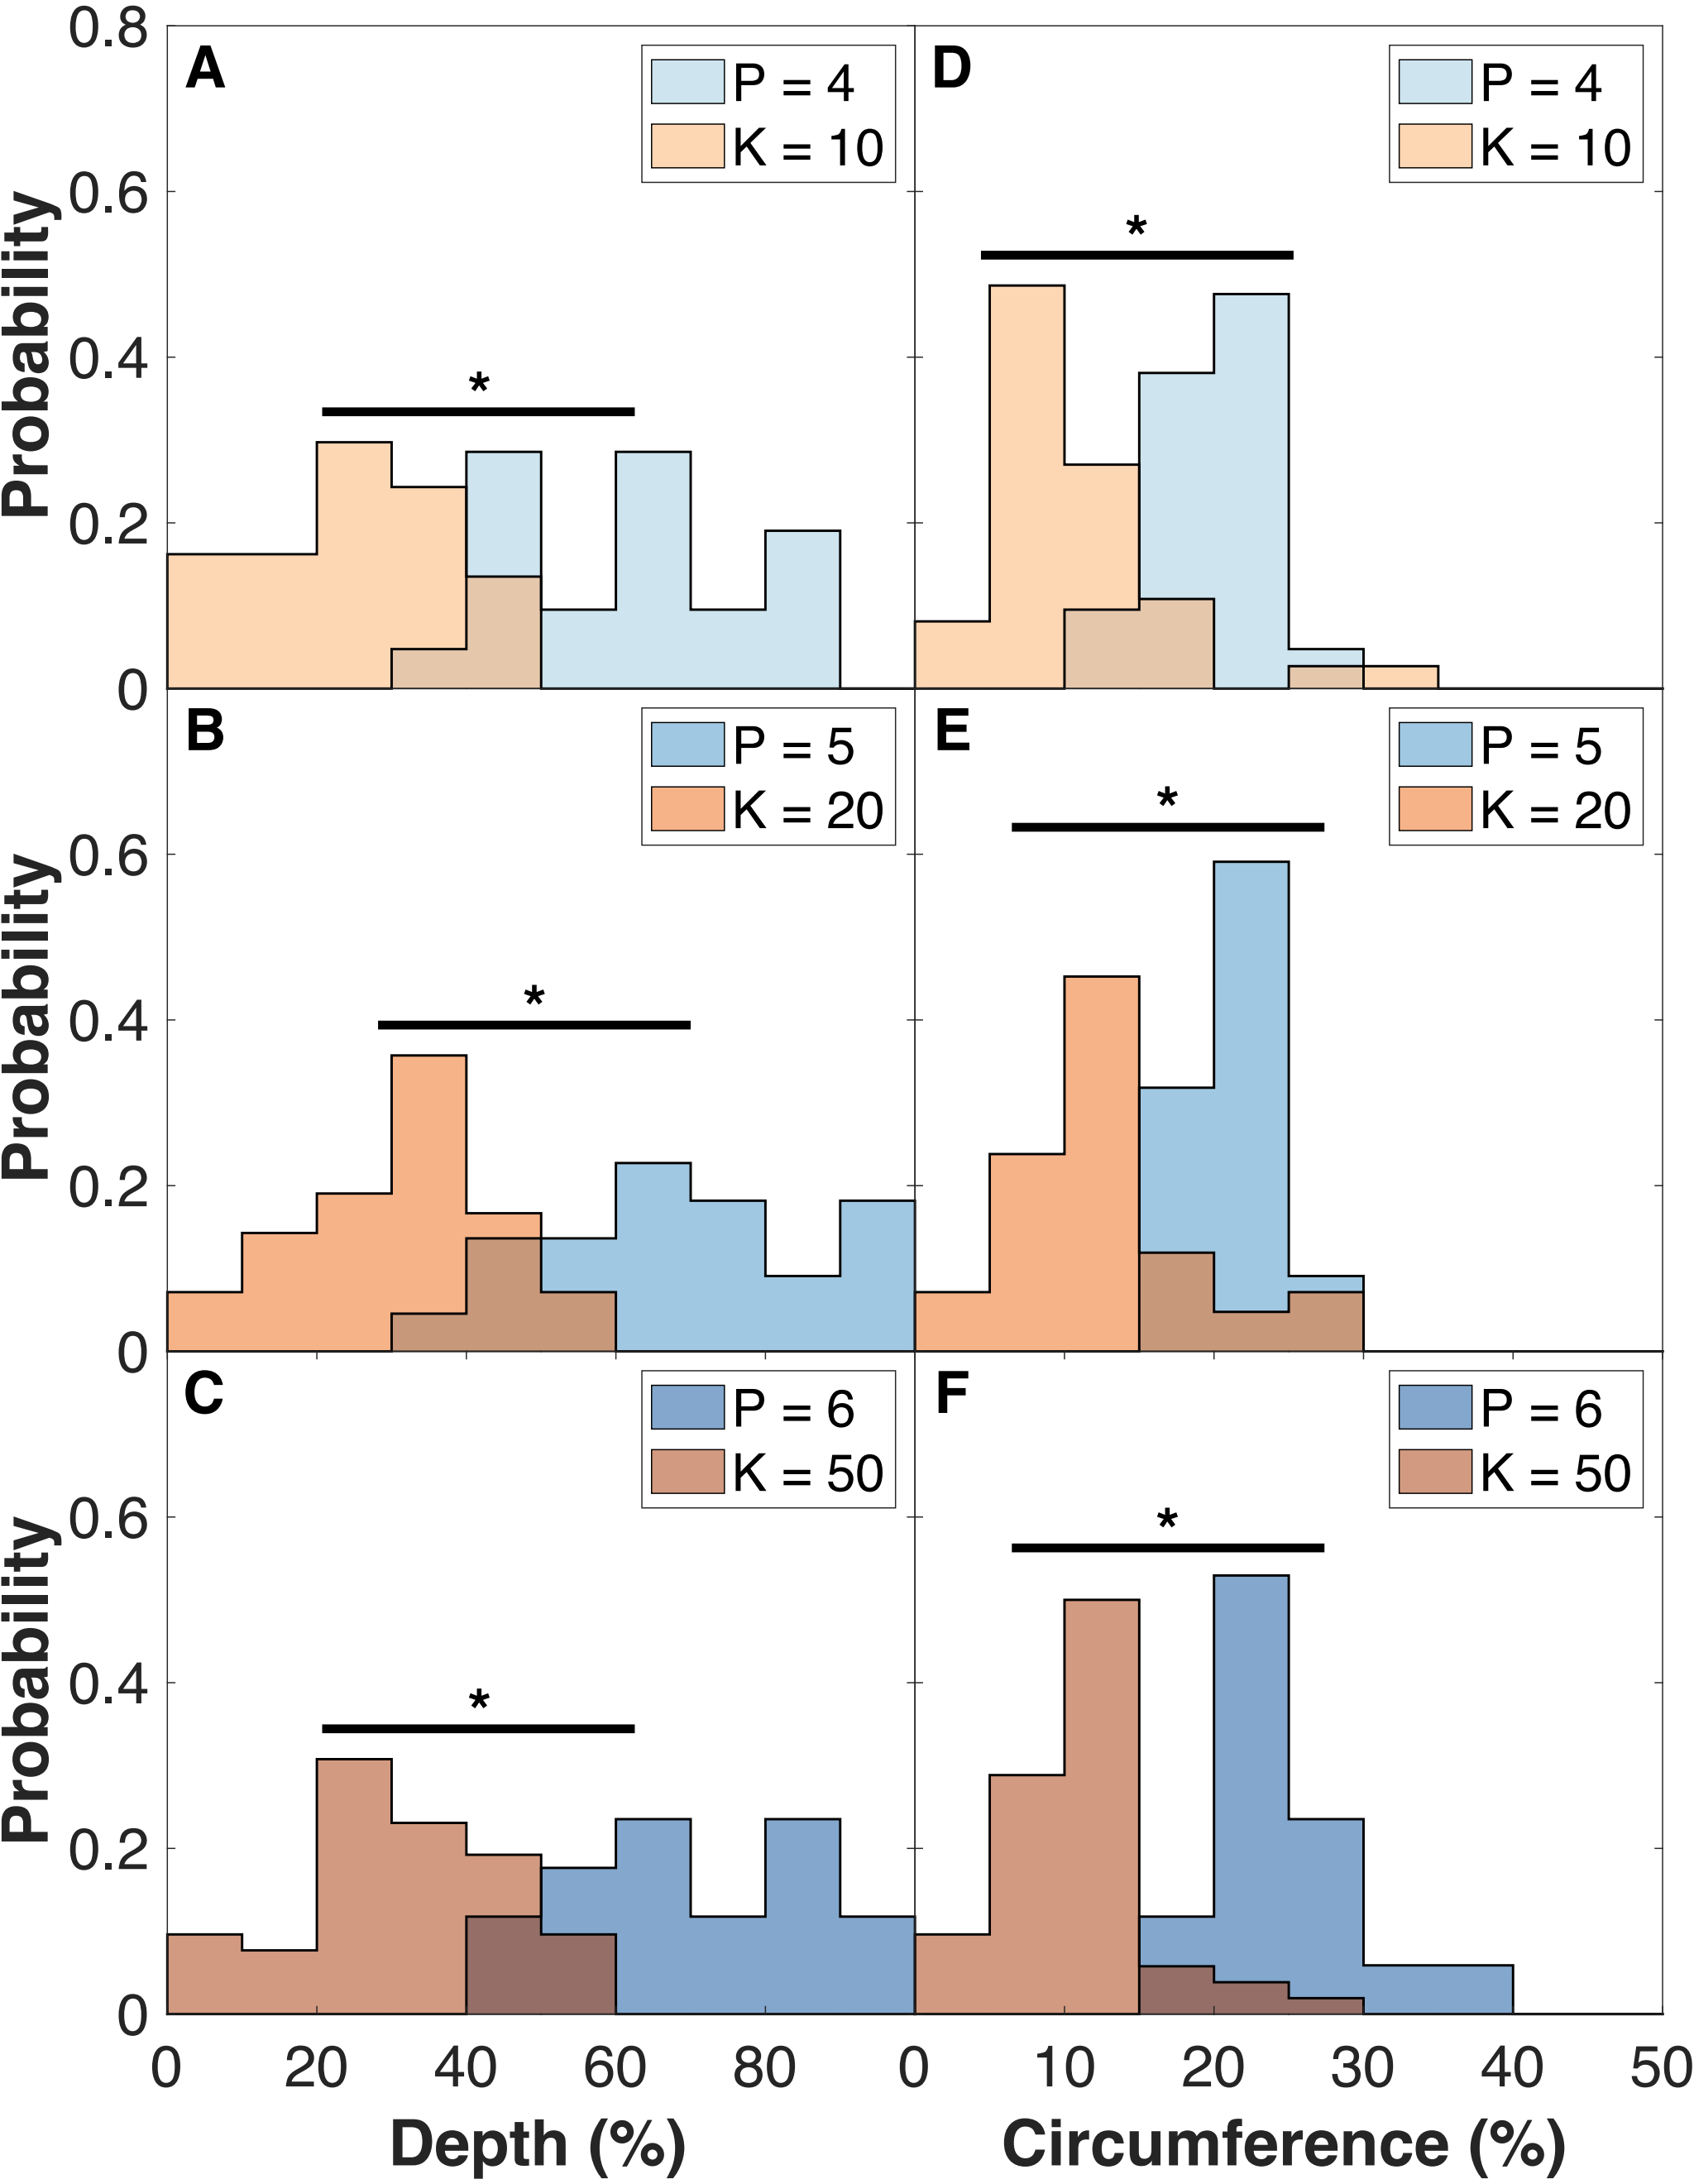 0.8
A
P = 4
K = 10
D
P = 4
K = 10
0.6
*
0.4
*
0.2
0
Probability
B
P = 5
K = 20
E
P = 5
K = 20
*
0.6
*
0.4
0.2
0
Probability
C
P = 6
K = 50
F
P = 6
K = 50
0.6
*
0.4
*
0.2
0
Probability
0 20 40 60 80 0 10 20 30 40 50
Depth (%) Circumference (%)